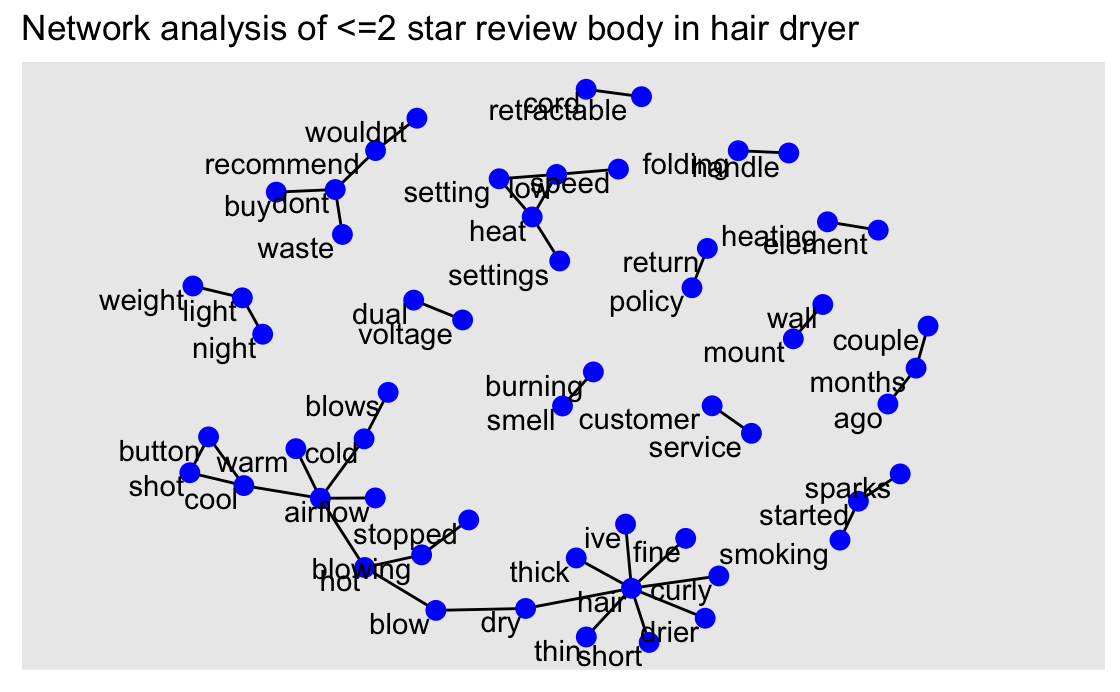 Network analysis of <=2 star review body in hair dryer
cord
retractable
wouldnt
recommend
folding
handle
setting
low
speed
buy
dont
heat
heating
element
waste
return
settings
policy
weight
light
dual
wall
voltage
couple
night
mount
months
burning
blows
smell
customer
ago
button
warm
cold
service
shot
cool
sparks
airflow
started
stopped
ive
fine
smoking
blowing
hot
thick
curly
hair
blow
dry
drier
thin
short